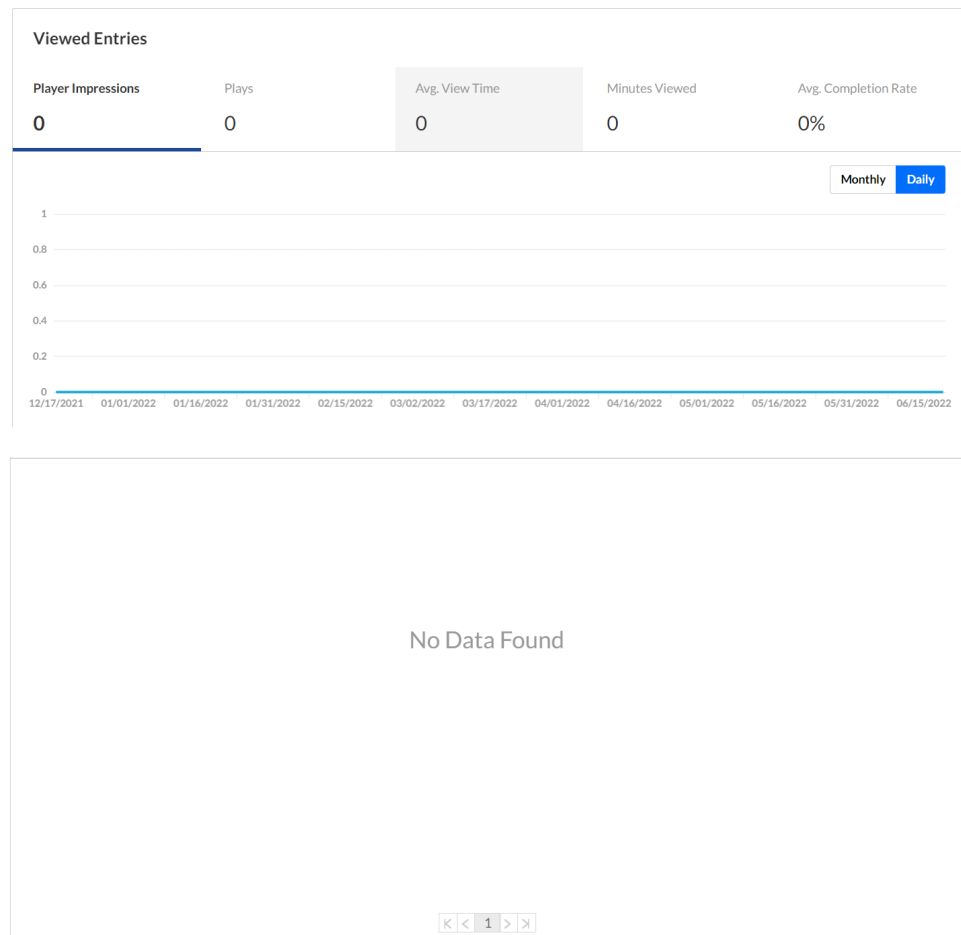 Viewed Entries
Player Impressions Plays Avg. View Time Minutes Viewed Avg. Completion Rate
0 0 0 0 0%
Monthly Daily
1
0.8
0.6
0.4
0.2
0
12/17/2021 01/01/2022 01/16/2022 01/31/2022 02/15/2022 03/02/2022 03/17/2022 04/01/2022 04/16/2022 05/01/2022 05/16/2022 05/31/2022 06/15/2022
No Data Found
1